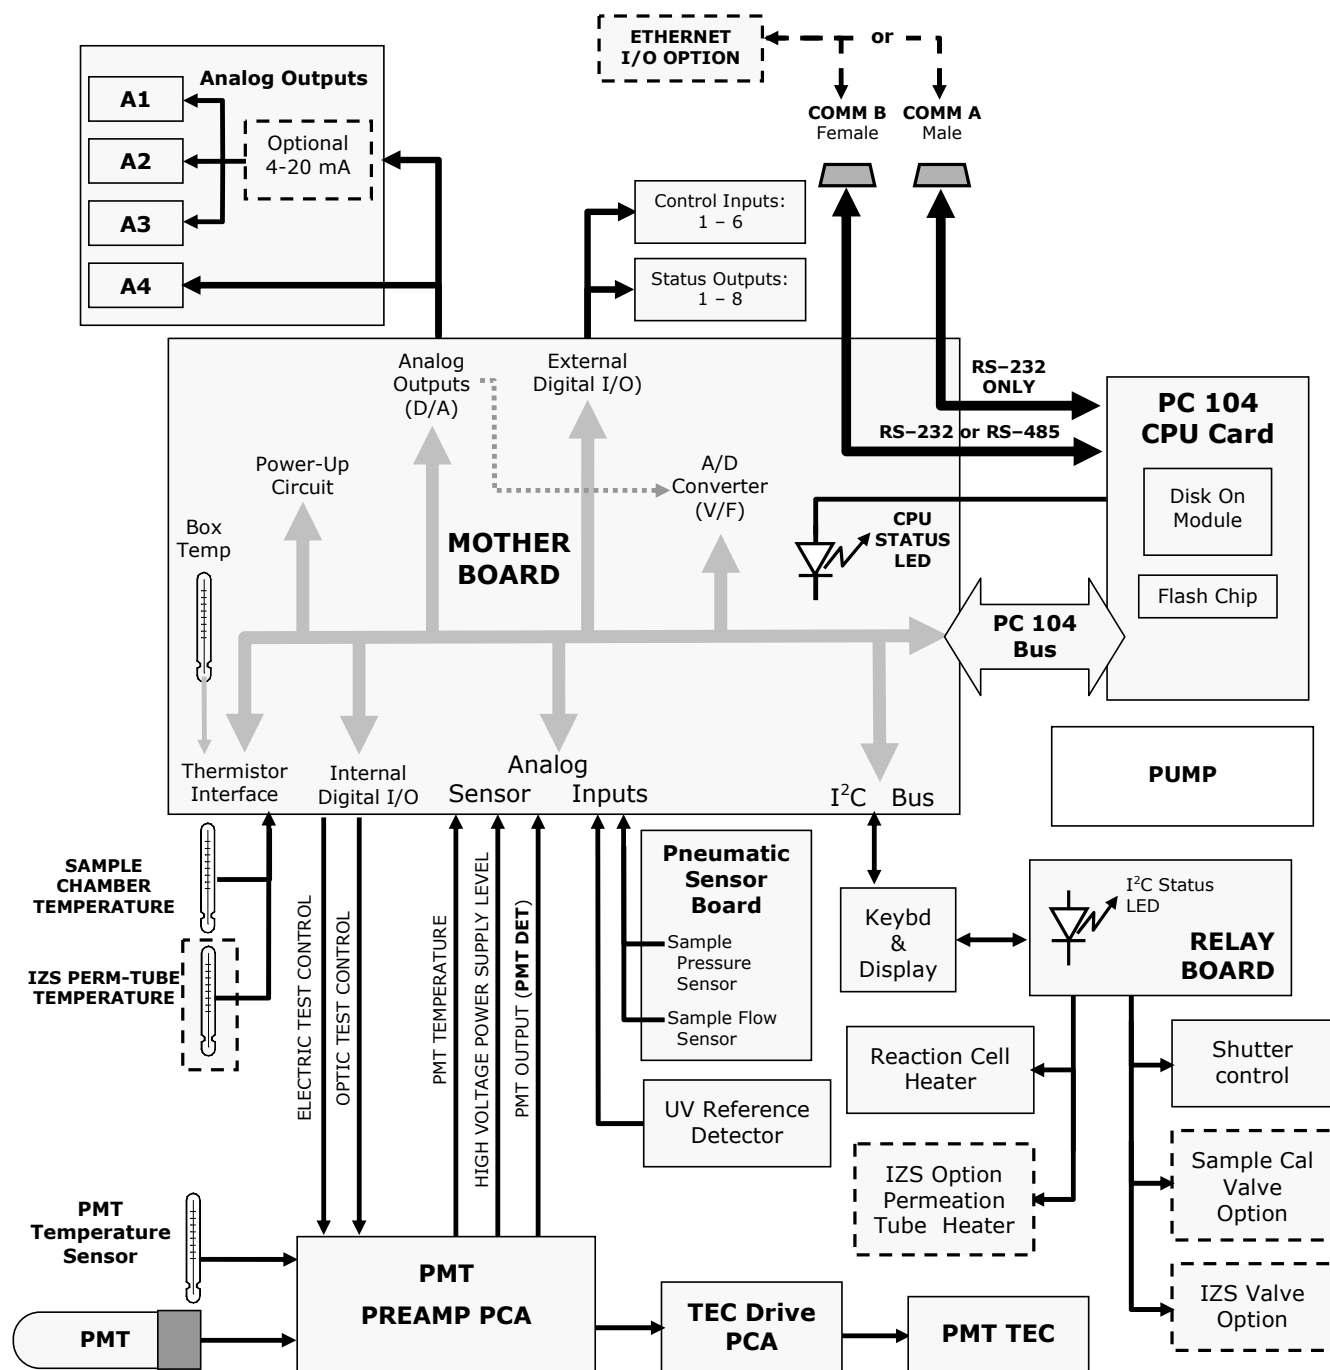 ETHERNET
I/O OPTION
or
Analog Outputs
A1
A2
A3
A4
Optional
4-20 mA
COMM B
Female
COMM A
Male
Control Inputs:
1 – 6
Status Outputs:
1 – 8
Analog
Outputs
(D/A)
External
Digital I/O)
RS–232
ONLY
RS–232 or RS–485
PC 104
CPU Card
Disk On
Module
Flash Chip
Power-Up
Circuit
A/D
Converter
(V/F)
Box
Temp
MOTHER
BOARD
CPU
STATUS
LED
PC 104
Bus
Thermistor
Interface
Internal
Digital I/O
Analog
Sensor Inputs
I²C Bus
PUMP
SAMPLE
CHAMBER
TEMPERATURE
IZS PERM-TUBE
TEMPERATURE
ELECTRIC TEST CONTROL
OPTIC TEST CONTROL
PMT TEMPERATURE
HIGH VOLTAGE POWER SUPPLY LEVEL
PMT OUTPUT (PMT DET)
Pneumatic
Sensor
Board
Sample
Pressure
Sensor
Sample Flow
Sensor
Keybd
&
Display
I²C Status
LED
RELAY
BOARD
UV Reference
Detector
Reaction Cell
Heater
IZS Option
Permeation
Tube Heater
Shutter
control
Sample Cal
Valve
Option
IZS Valve
Option
PMT
Temperature
Sensor
PMT
PMT
PREAMP PCA
TEC Drive
PCA
PMT TEC